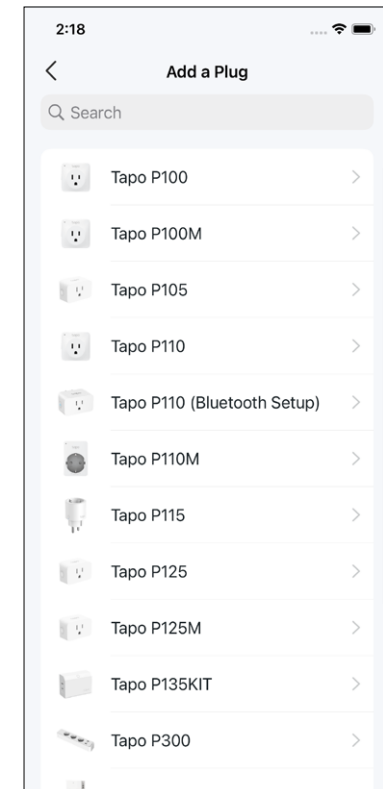 2:18
Add a Plug
Search
Tapo P100
Tapo P100M
Tapo P105
Tapo P110
Tapo P110 (Bluetooth Setup)
Tapo P110M
Tapo P115
Tapo P125
Tapo P125M
Tapo P135KIT
Tapo P300